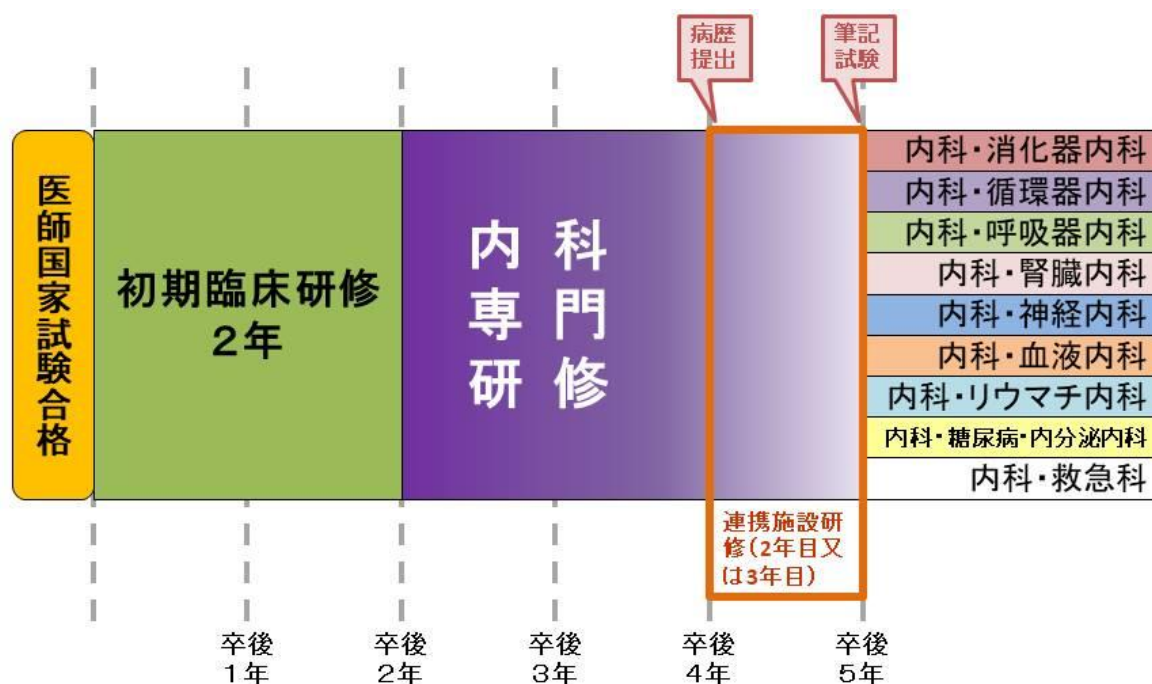 病歴
提出
筆記
試験
医師国家試験合格
初期臨床研修
２年
内科
専門
研修
内科・消化器内科
内科・循環器内科
内科・呼吸器内科
内科・腎臓内科
内科・神経内科
内科・血液内科
内科・リウマチ内科
内科・糖尿病・内分泌内科
内科・救急科
連携施設研
修（2年目又
は3年目）
卒後
１年
卒後
２年
卒後
３年
卒後
４年
卒後
５年